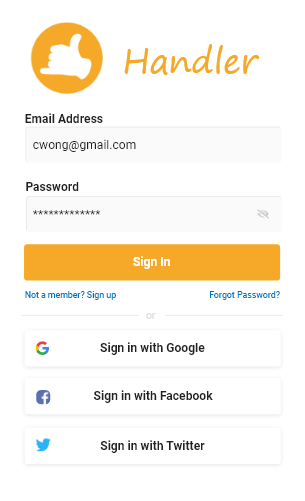 Handler
Email Address
cwong@gmail.com
Password
*************
Sign In
Not a member? Sign up Forgot Password?
or
Sign in with Google
Sign in with Facebook
Sign in with Twitter